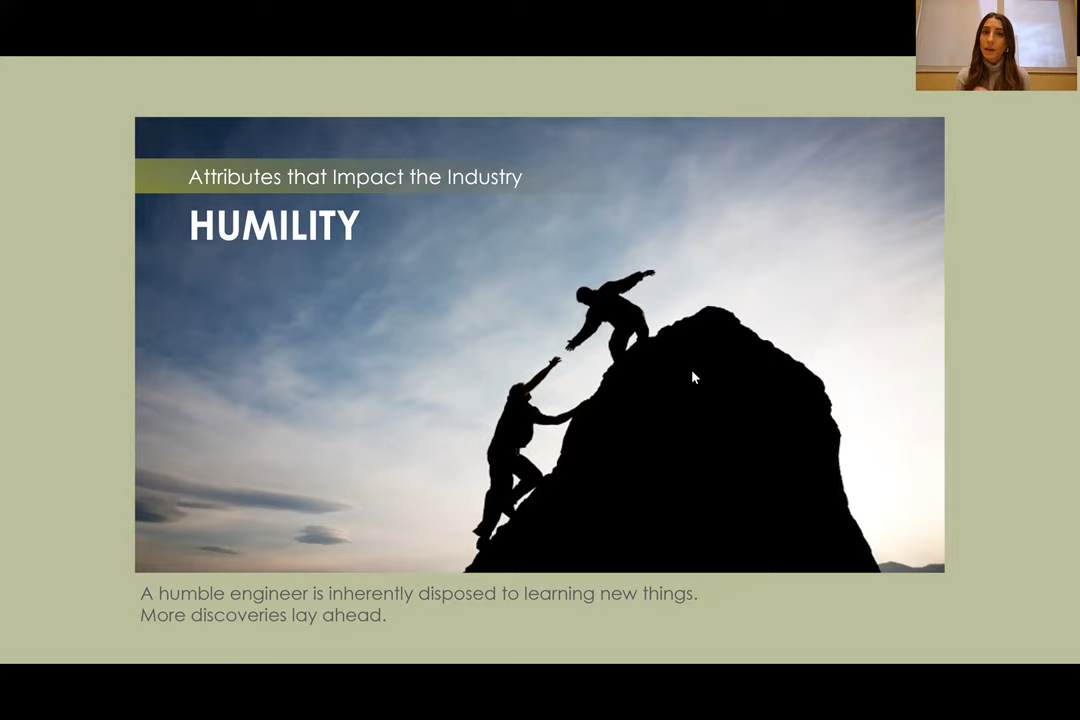 Attributes that Impact the Industry
HUMILITY
A humble engineer is inherently disposed to learning new things.
More discoveries lay ahead.